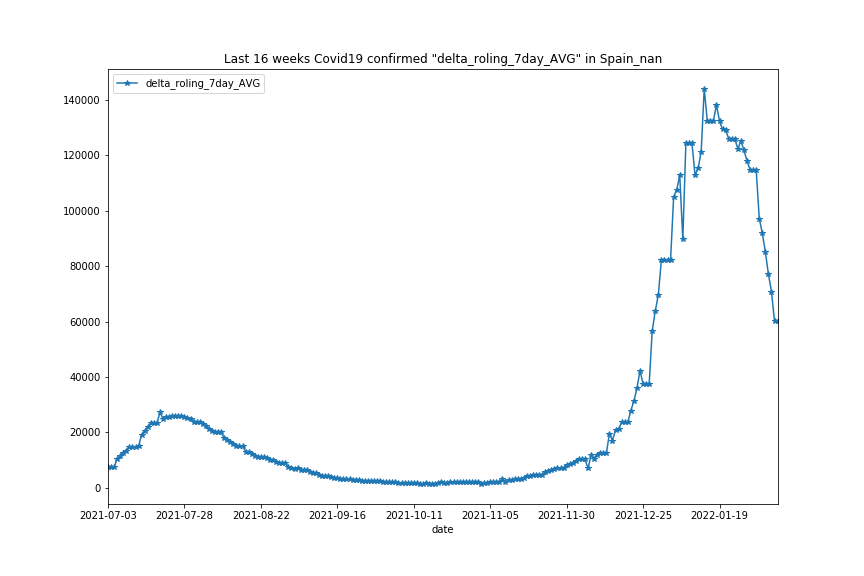 Last 16 weeks Covid19 confirmed "delta_roling_7day_AVG" in Spain_nan
delta_roling_7day_AVG
140000
120000
100000
80000
60000
40000
20000
0
2021-07-03 2021-07-28 2021-08-22 2021-09-16 2021-10-11 2021-11-05 2021-11-30 2021-12-25 2022-01-19
date